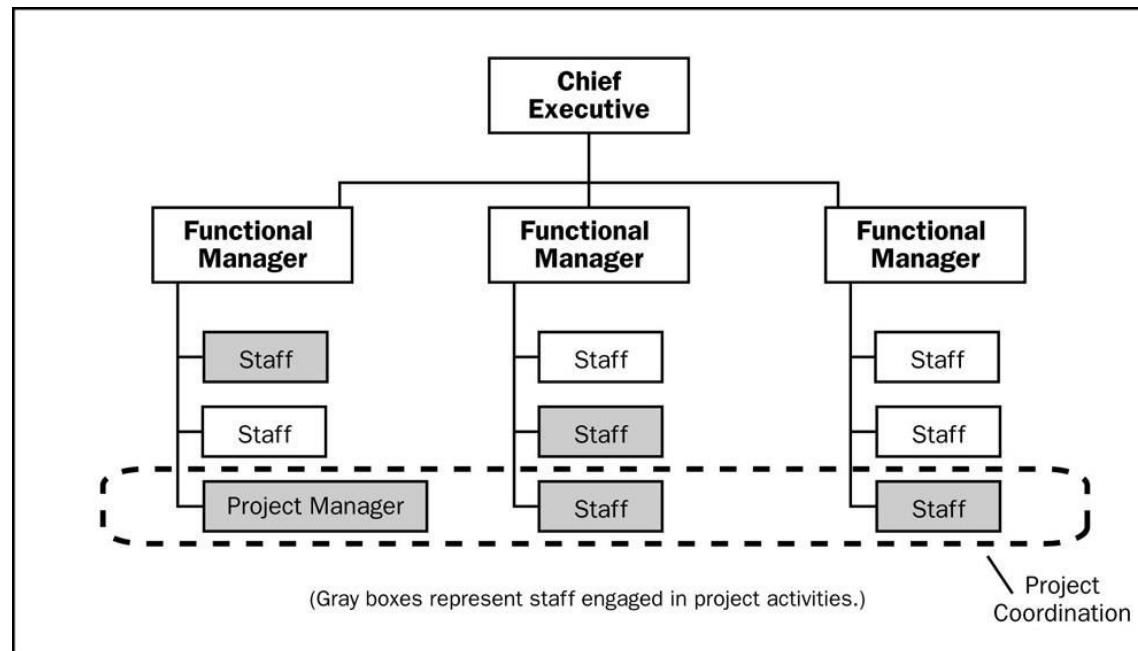 Chief
Executive
Functional
Manager
Functional
Manager
Functional
Manager
Staff
Staff
Staff
Staff
Staff
Staff
Project Manager
Staff
Staff
(Gray boxes represent staff engaged in project activities.)
Project
Coordination